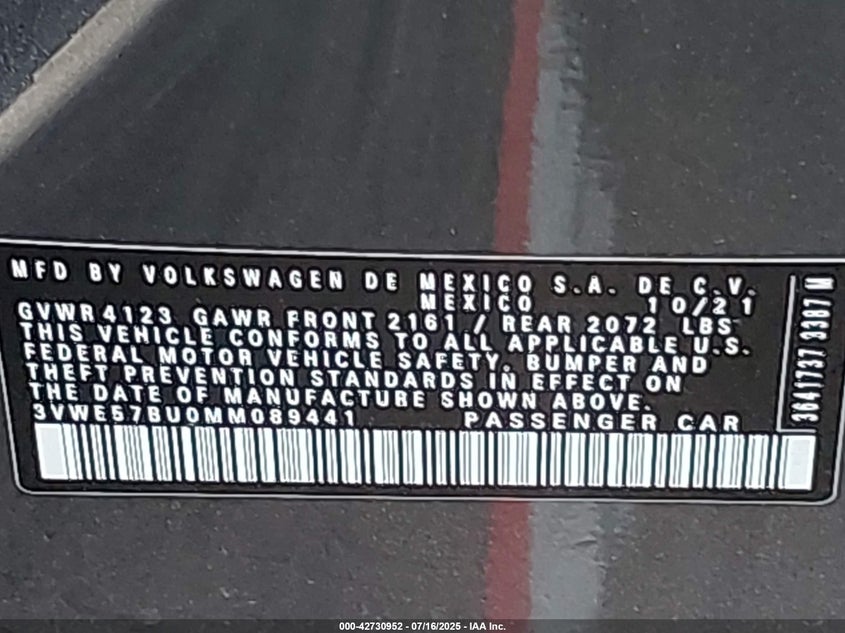 MFD BY VOLKSWAGEN DE MEXICO S.A. DE C.V.
MEXICO 10/21
GVWR 4123 GAWR FRONT 2161 / REAR 2072 LBS
THIS VEHICLE CONFORMS TO ALL APPLICABLE U.S.
FEDERAL MOTOR VEHICLE SAFETY, BUMPER AND
THEFT PREVENTION STANDARDS IN EFFECT ON
THE DATE OF MANUFACTURE SHOWN ABOVE.
3VWE57BU0MM089441 PASSENGER CAR
3641737 3387 M
000-42730952 - 07/16/2025 - IAA Inc.